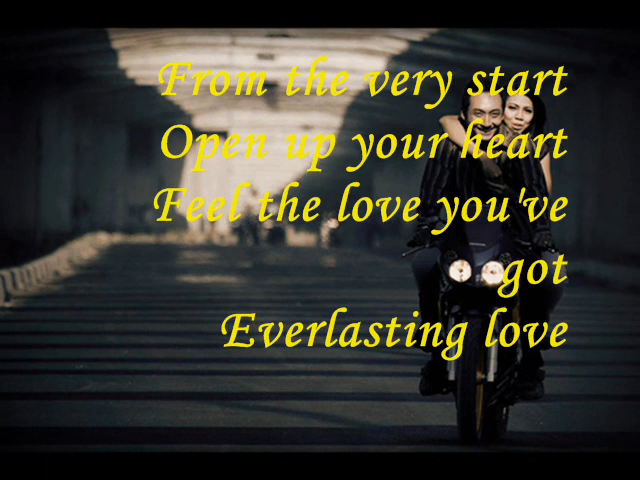 From the very start
Open up your heart
Feel the love you've
got
Everlasting love